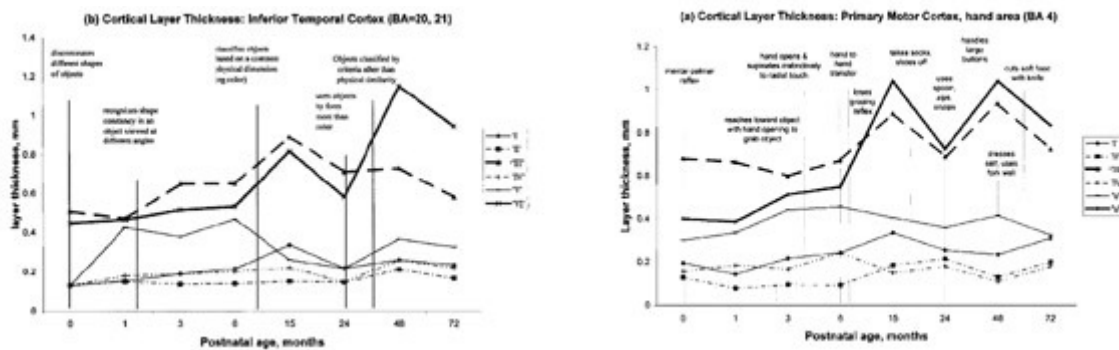 (b) Cortical Layer Thickness: Inferior Temporal Cortex (BA=20, 21)
layer thickness, mm
1.4
1.2
1
0.8
0.6
0.4
0.2
0
discriminates
different shapes
of objects
recognizes shape
constancy in an
object viewed at
different angles
classifies objects
based on a common
physical dimension
(eg color)
uses objects
by form
more than
color
Objects classified by
criteria other than
physical similarity
0 1 3 6 15 24 48 72
Postnatal age, months
(a) Cortical Layer Thickness: Primary Motor Cortex, hand area (BA 4)
Layer thickness, mm
1.2
1
0.8
0.6
0.4
0.2
0
palmar
reflex
reaches toward object
with hand opening to
grab object
hand opens &
supinates instinctively
to radial touch
hand to
hand
transfer
loses
grasping
reflex
takes socks,
shoes off
uses
spoon,
handles
large
buttons
dresses
self, uses
fork well
cuts soft food
with knife
0 1 3 6 15 24 48 72
Postnatal age, months